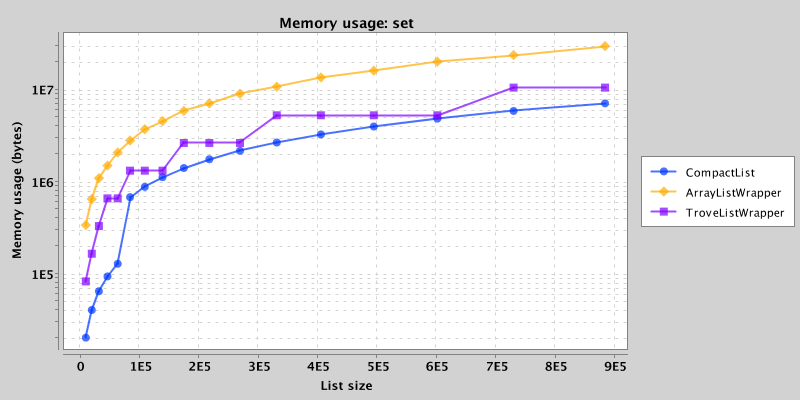 Memory usage: set
Memory usage (bytes)
1E7
1E6
1E5
0 1E5 2E5 3E5 4E5 5E5 6E5 7E5 8E5 9E5
List size
CompactList
ArrayListWrapper
TroveListWrapper